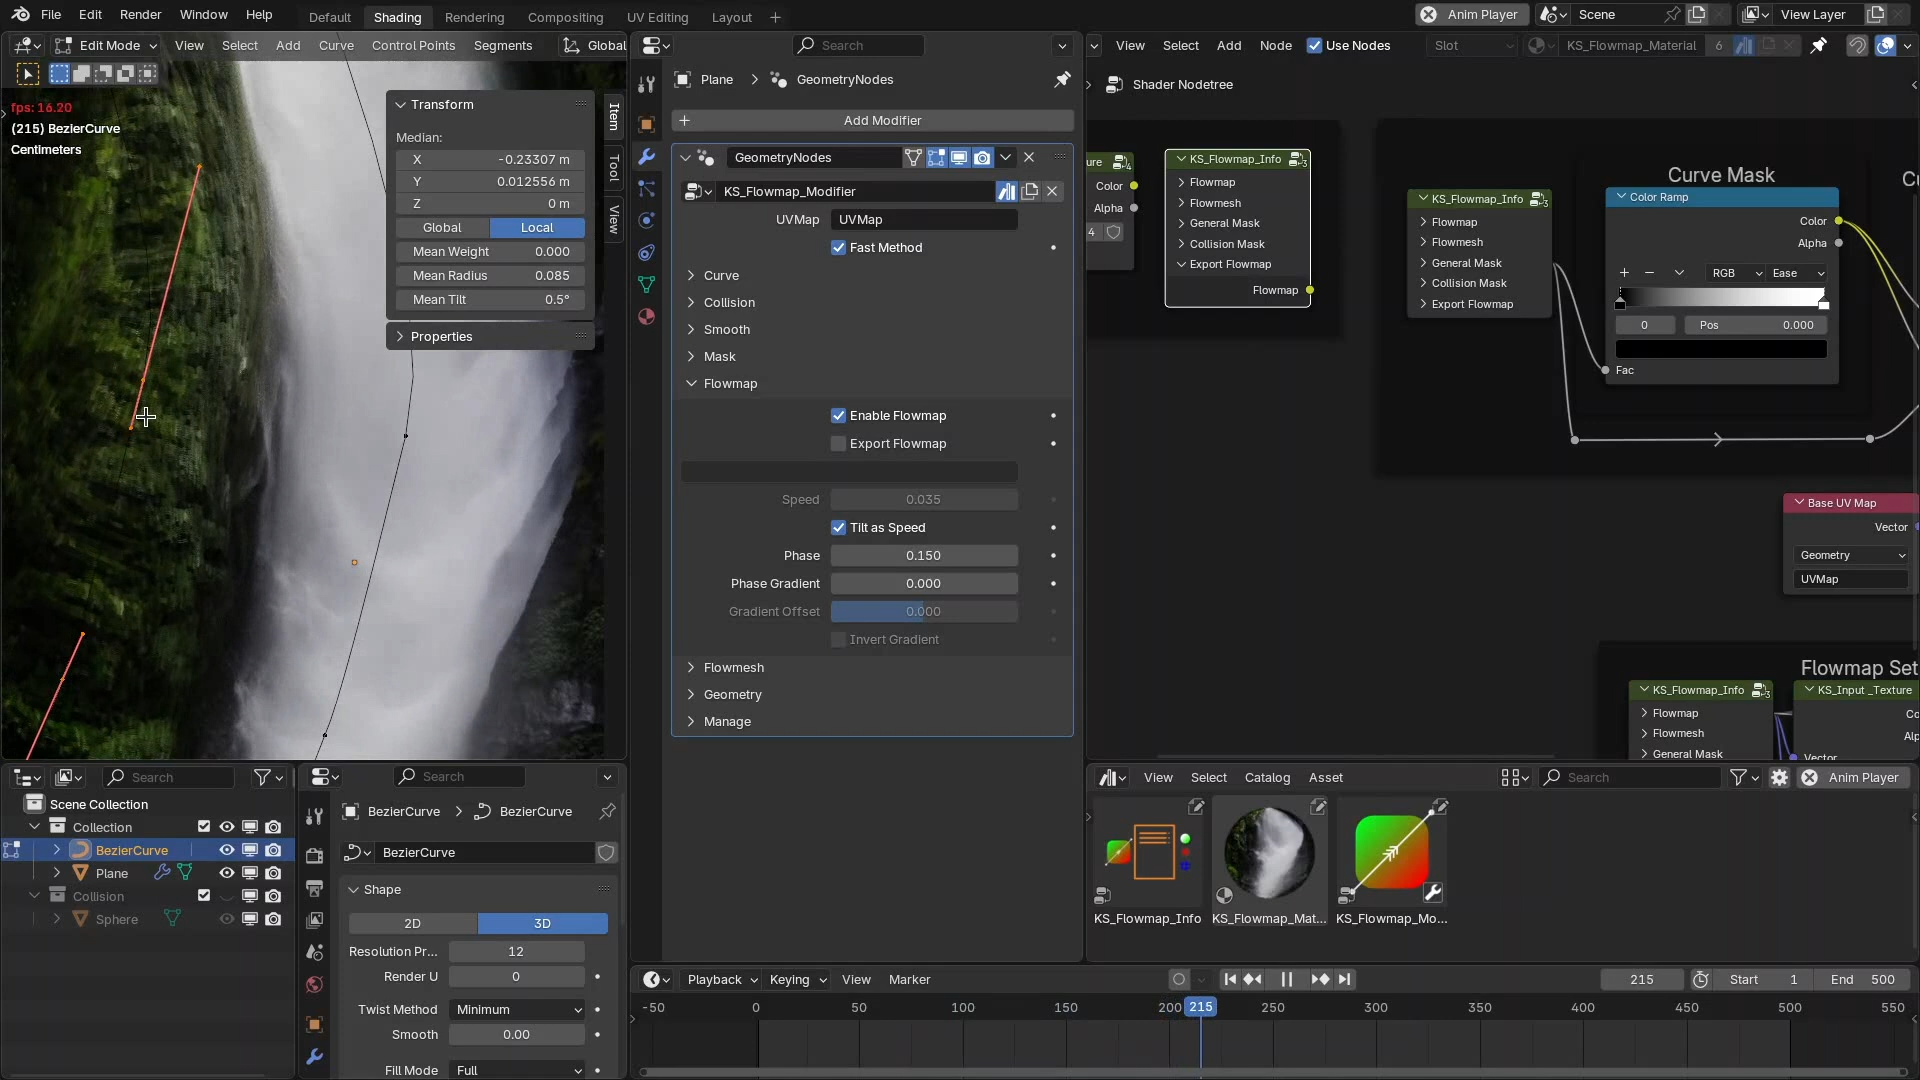 File Edit Render Window Help
Default Shading Rendering Compositing UV Editing Layout +
Anim Player Scene View Layer
Edit Mode View Select Add Curve Control Points Segments Global
fps: 16.20
(215) BezierCurve
Centimeters
Transform
Median:
X -0.23307 m
Y 0.012556 m
Z 0 m
Global Local
Mean Weight 0.000
Mean Radius 0.085
Mean Tilt 0.5°
Properties
Item
Tool
View
Search
Plane GeometryNodes
Add Modifier
GeometryNodes
KS_Flowmap_Modifier
UVMap UVMap
Fast Method
Curve
Collision
Smooth
Mask
Flowmap
Enable Flowmap
Export Flowmap
Speed 0.035
Tilt as Speed
Phase 0.150
Phase Gradient 0.000
Gradient Offset 0.000
Invert Gradient
Flowmesh
Geometry
Manage
View Select Add Node Use Nodes Slot KS_Flowmap_Material 6
Shader Nodetree
ure 4
Color
Alpha
4
KS_Flowmap_Info 3
Flowmap
Flowmesh
General Mask
Collision Mask
Export Flowmap
Flowmap
KS_Flowmap_Info 3
Flowmap
Flowmesh
General Mask
Collision Mask
Export Flowmap
Curve Mask
Color Ramp
Color
Alpha
RGB Ease
0 Pos 0.000
Fac
Base UV Map
Vector
Geometry
UVMap
Flowmap Set
KS_Flowmap_Info 3
Flowmap
Flowmesh
General Mask
KS_Input _Texture
Co
Alp
Vector
Search
Scene Collection
Collection
BezierCurve
Plane
Collision
Sphere
Search
BezierCurve BezierCurve
BezierCurve
Shape
2D 3D
Resolution Pr... 12
Render U 0
Twist Method Minimum
Smooth 0.00
Fill Mode Full
View Select Catalog Asset Search Anim Player
KS_Flowmap_Info KS_Flowmap_Mat... KS_Flowmap_Mo...
Playback Keying View Marker 215 Start 1 End 500
-50 0 50 100 150 200 215 250 300 350 400 450 500 550